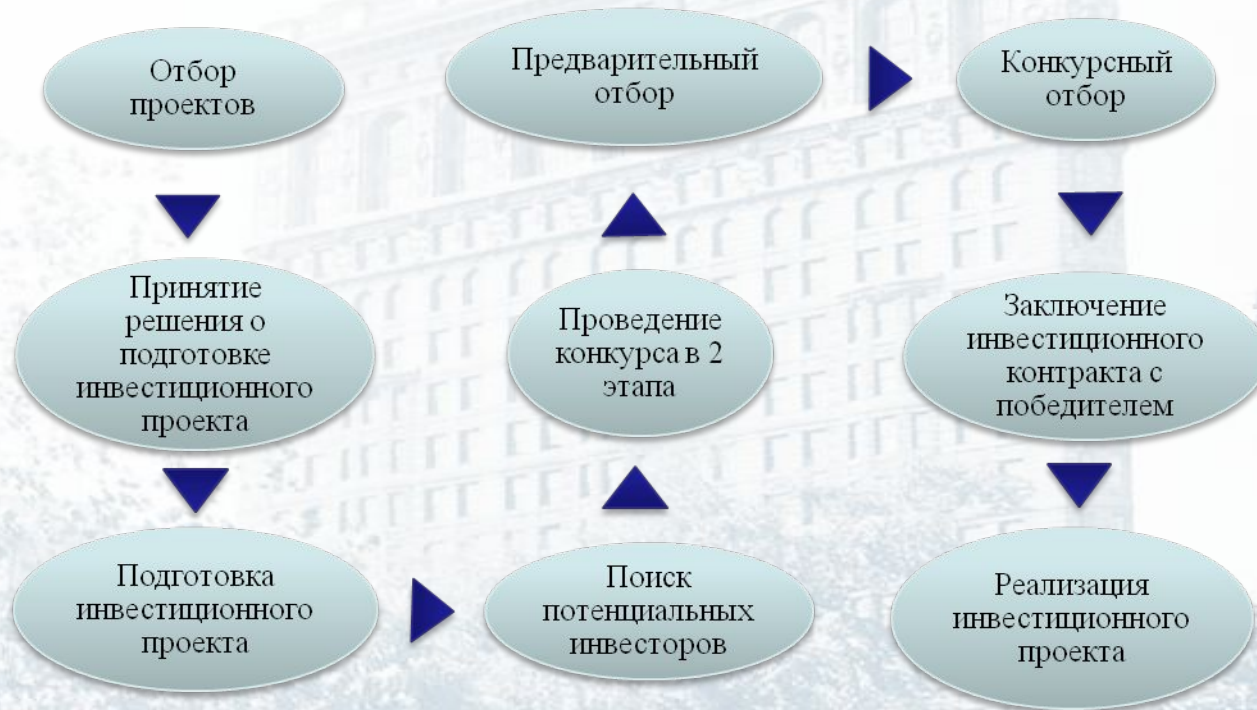 Отбор
проектов
Принятие
решения о
подготовке
инвестиционного
проекта
Подготовка
инвестиционного
проекта
Поиск
потенциальных
инвесторов
Проведение
конкурса в 2
этапа
Предварительный
отбор
Конкурсный
отбор
Заключение
инвестиционного
контракта с
победителем
Реализация
инвестиционного
проекта